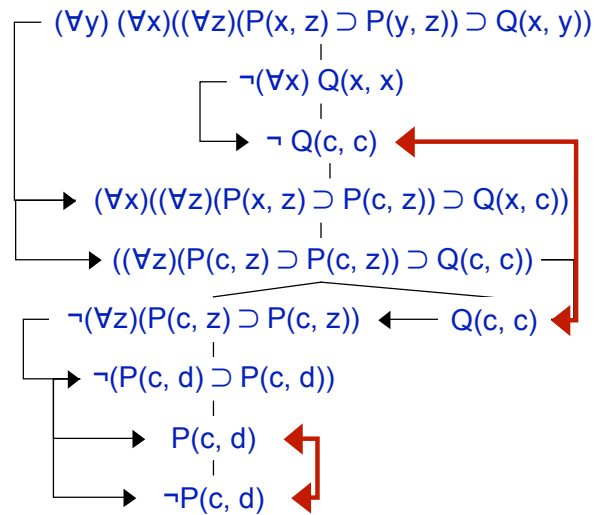 (∀y) (∀x)((∀z)(P(x, z) ⊃ P(y, z)) ⊃ Q(x, y))
¬(∀x) Q(x, x)
¬ Q(c, c)
(∀x)((∀z)(P(x, z) ⊃ P(c, z)) ⊃ Q(x, c))
((∀z)(P(c, z) ⊃ P(c, z)) ⊃ Q(c, c))
¬(∀z)(P(c, z) ⊃ P(c, z)) Q(c, c)
¬(P(c, d) ⊃ P(c, d))
P(c, d)
¬P(c, d)